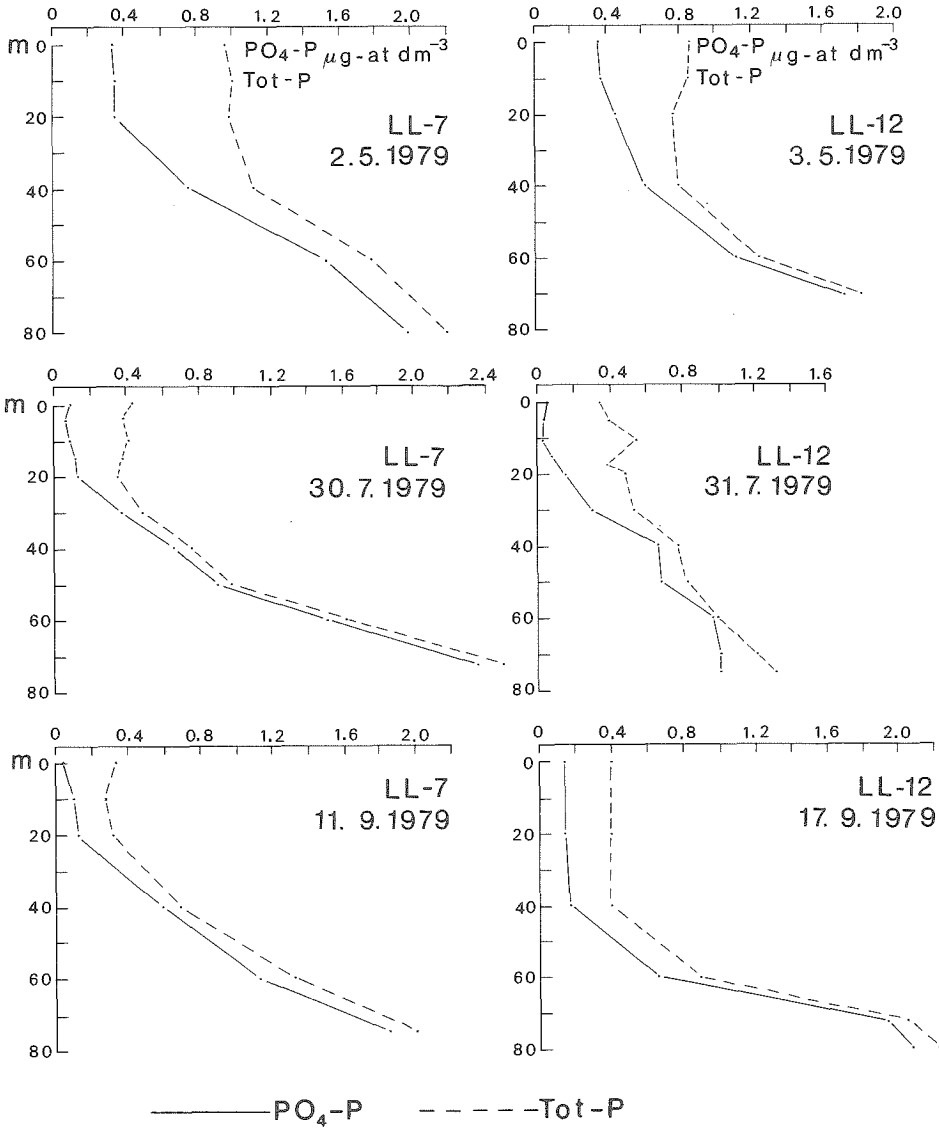 0 0.4 0.8 1.2 1.6 2.0
m 0
20
40
60
80
PO₄-P μg-at dm⁻³
Tot-P
LL-7
2.5.1979
0 0.4 0.8 1.2 1.6 2.0
0
20
40
60
80
PO₄-P μg-at dm⁻³
Tot-P
LL-12
3.5.1979
0 0.4 0.8 1.2 1.6 2.0 2.4
m 0
20
40
60
80
LL-7
30.7.1979
0 0.4 0.8 1.2 1.6
0
20
40
60
80
LL-12
31.7.1979
0 0.4 0.8 1.2 1.6 2.0
m 0
20
40
60
80
LL-7
11. 9.1979
0 0.4 0.8 1.2 1.6 2.0
0
20
40
60
80
LL-12
17. 9.1979
PO₄-P Tot-P